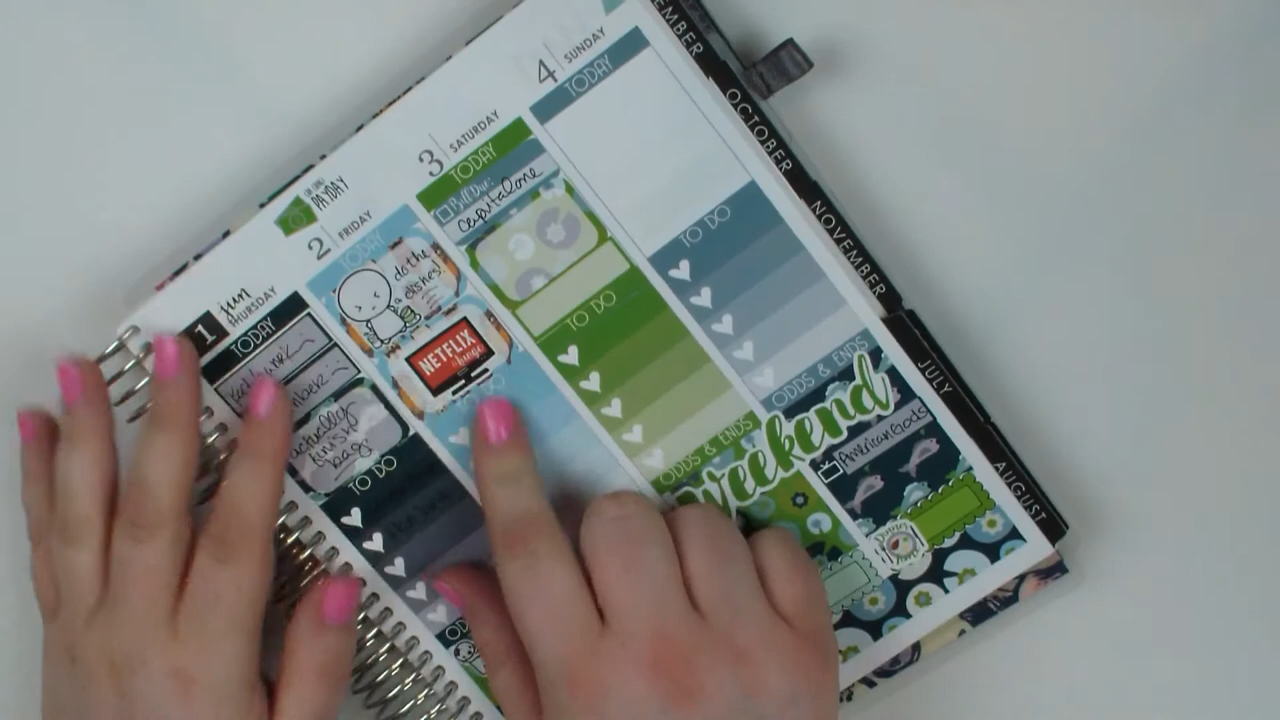 1
jun
THURSDAY
TODAY
actually
finish
bag
TO DO
OD
2
FRIDAY
TODAY
do the
dishes!
NETFLIX
binge
3
SATURDAY
PAYDAY
TODAY
Bill Due:
capitalone
TO DO
ODDS & ENDS
4
SUNDAY
TODAY
TO DO
ODDS & ENDS
weekend
AmericanGods
EMBER
OCTOBER
NOVEMBER
JULY
AUGUST